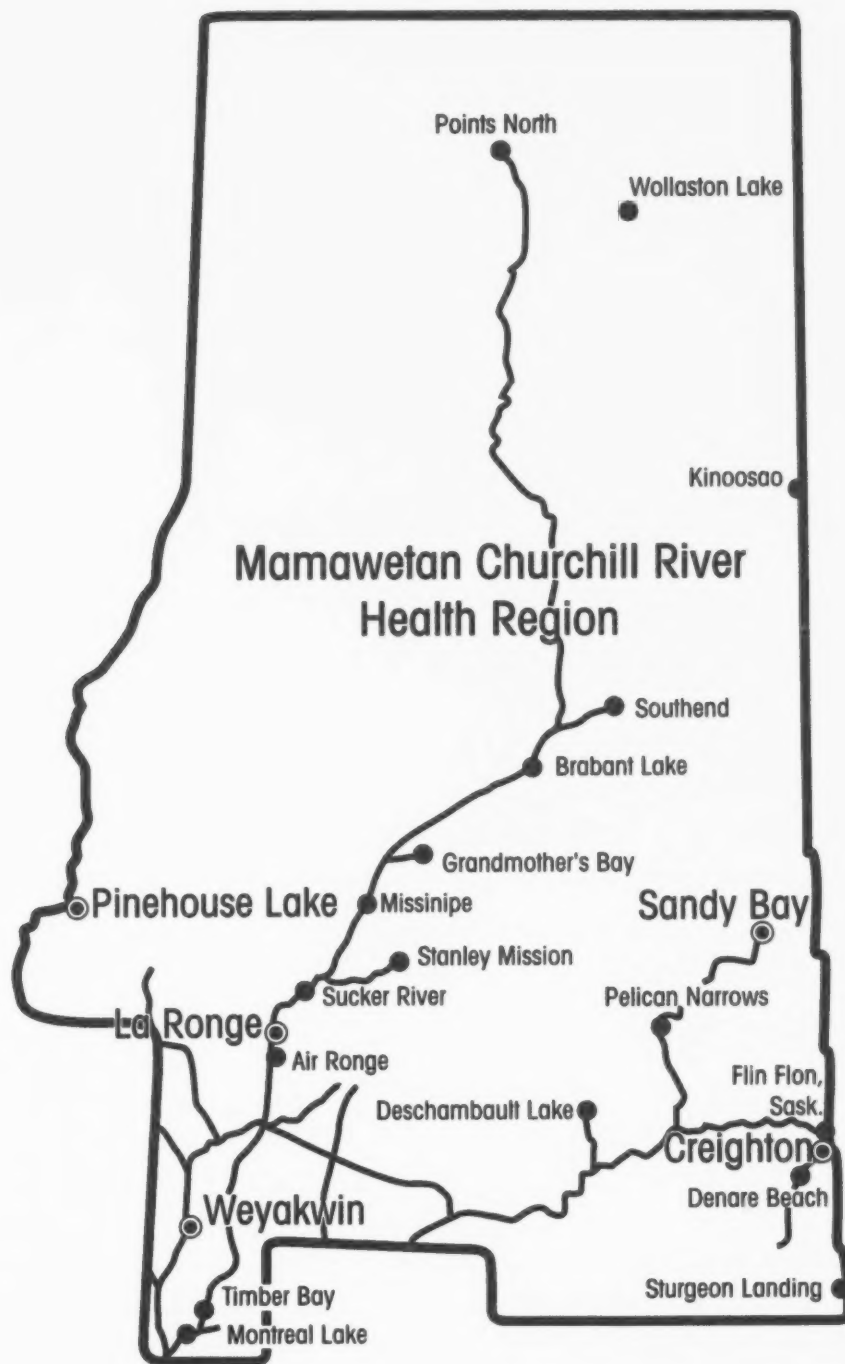 Points North
Wollaston Lake
Kinoosao
Mamawetan Churchill River
Health Region
Southend
Brabant Lake
Grandmother's Bay
Pinehouse Lake
Missinipe
Sandy Bay
Stanley Mission
Sucker River
Pelican Narrows
La Ronge
Air Ronge
Flin Flon,
Sask.
Deschambault Lake
Creighton
Denare Beach
Weyakwin
Sturgeon Landing
Timber Bay
Montreal Lake